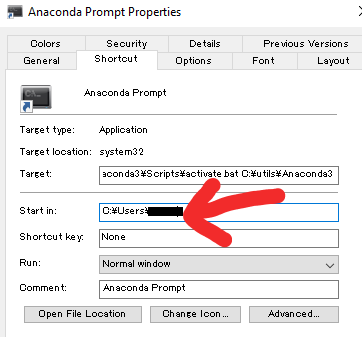 Anaconda Prompt Properties
Colors Security Details Previous Versions
General Shortcut Options Font Layout
Anaconda Prompt
Target type: Application
Target location: system32
Target: aconda3¥Scripts¥activate.bat C:¥utils¥Anaconda3
Start in: C:¥Users¥
Shortcut key: None
Run: Normal window
Comment: Anaconda Prompt
Open File Location Change Icon... Advanced...